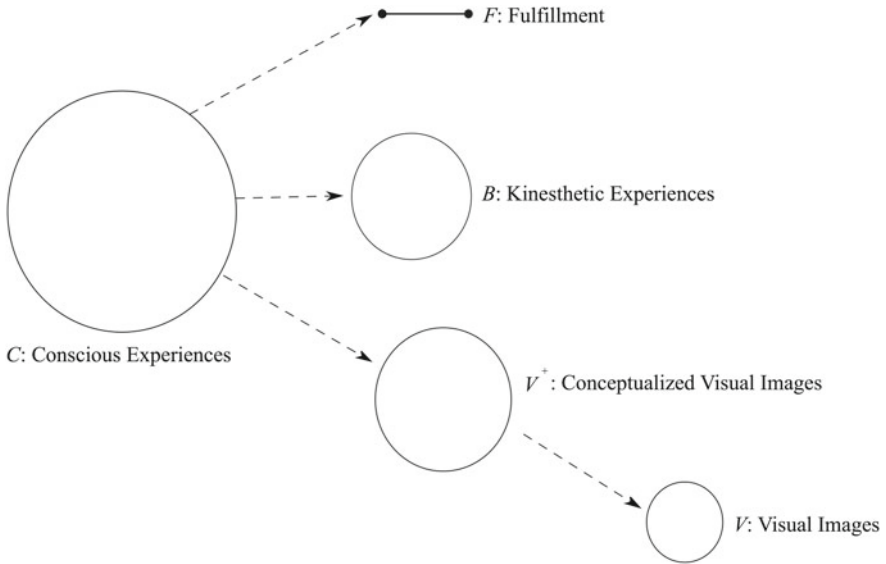 F: Fulfillment
B: Kinesthetic Experiences
C: Conscious Experiences
V⁺: Conceptualized Visual Images
V: Visual Images